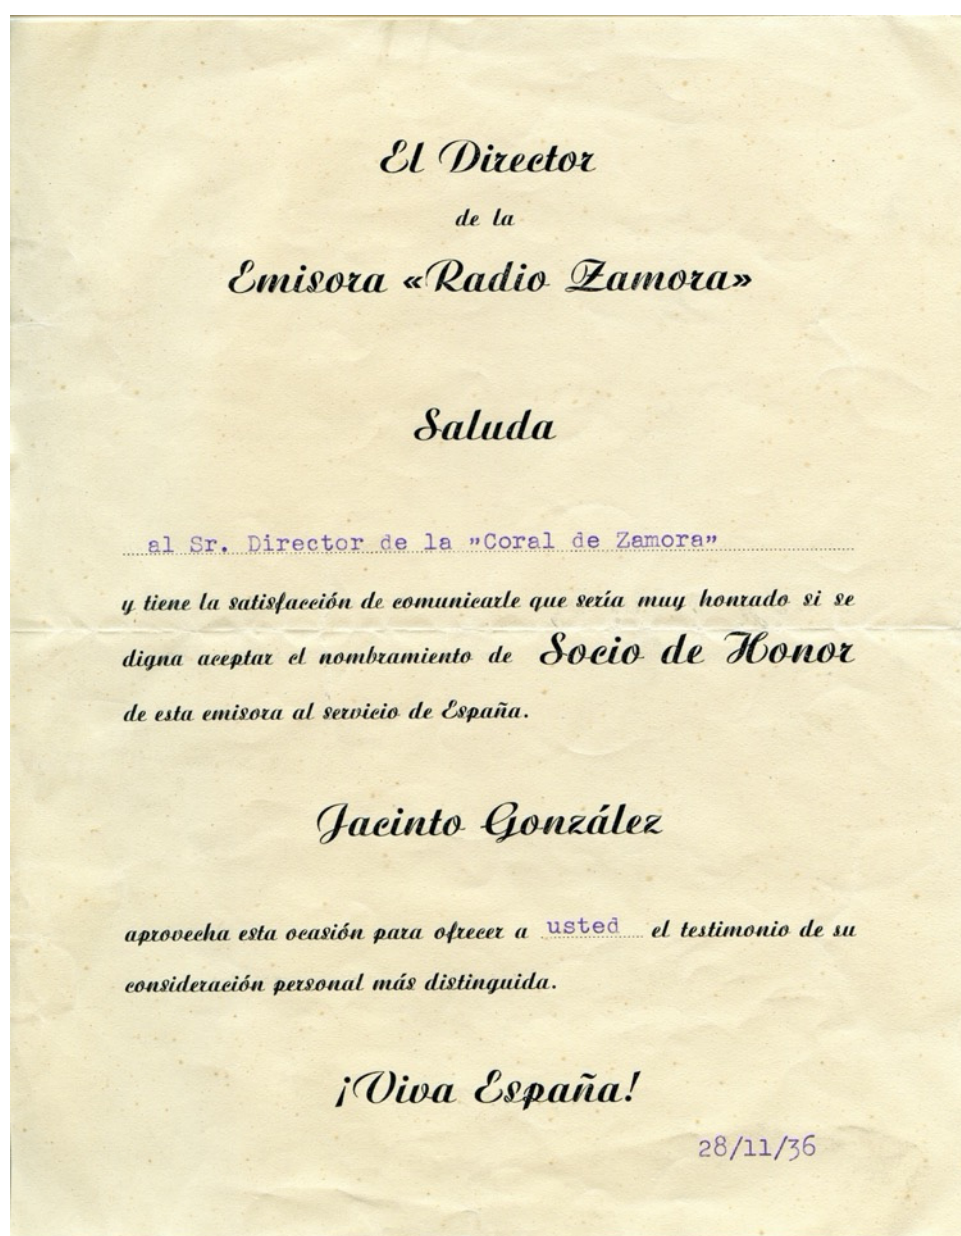 El Director
de la
Emisora «Radio Zamora»
Saluda
al Sr. Director de la "Coral de Zamora"
y tiene la satisfacción de comunicarle que sería muy honrado si se
digna aceptar el nombramiento de Socio de Honor
de esta emisora al servicio de España.
Jacinto González
aprovecha esta ocasión para ofrecer a usted el testimonio de su
consideración personal más distinguida.
¡Viva España!
28/11/36